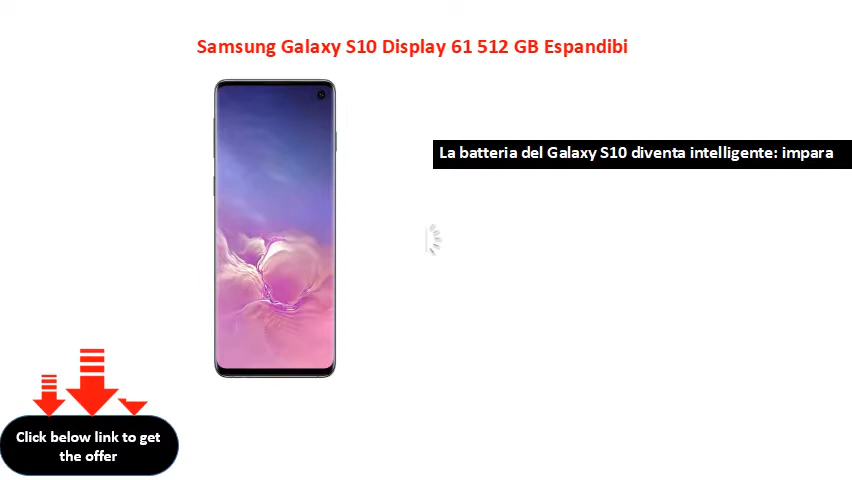 Samsung Galaxy S10 Display 61 512 GB Espandibi
La batteria del Galaxy S10 diventa intelligente: impara
Click below link to get
the offer